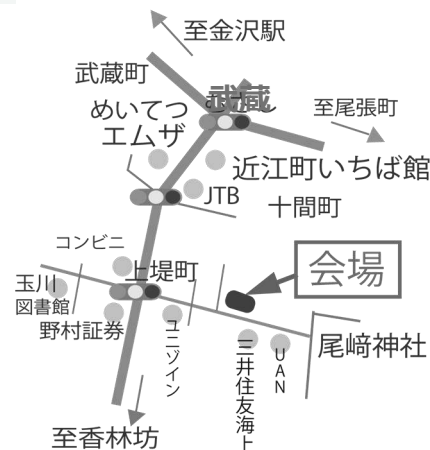 至金沢駅
武蔵町
武蔵
めいてつ
エムザ
至尾張町
近江町いちば館
JTB
十間町
コンビニ
上堤町
会場
玉川
図書館
野村証券
ユニゾイン
三井住友海上
UAN
尾﨑神社
至香林坊